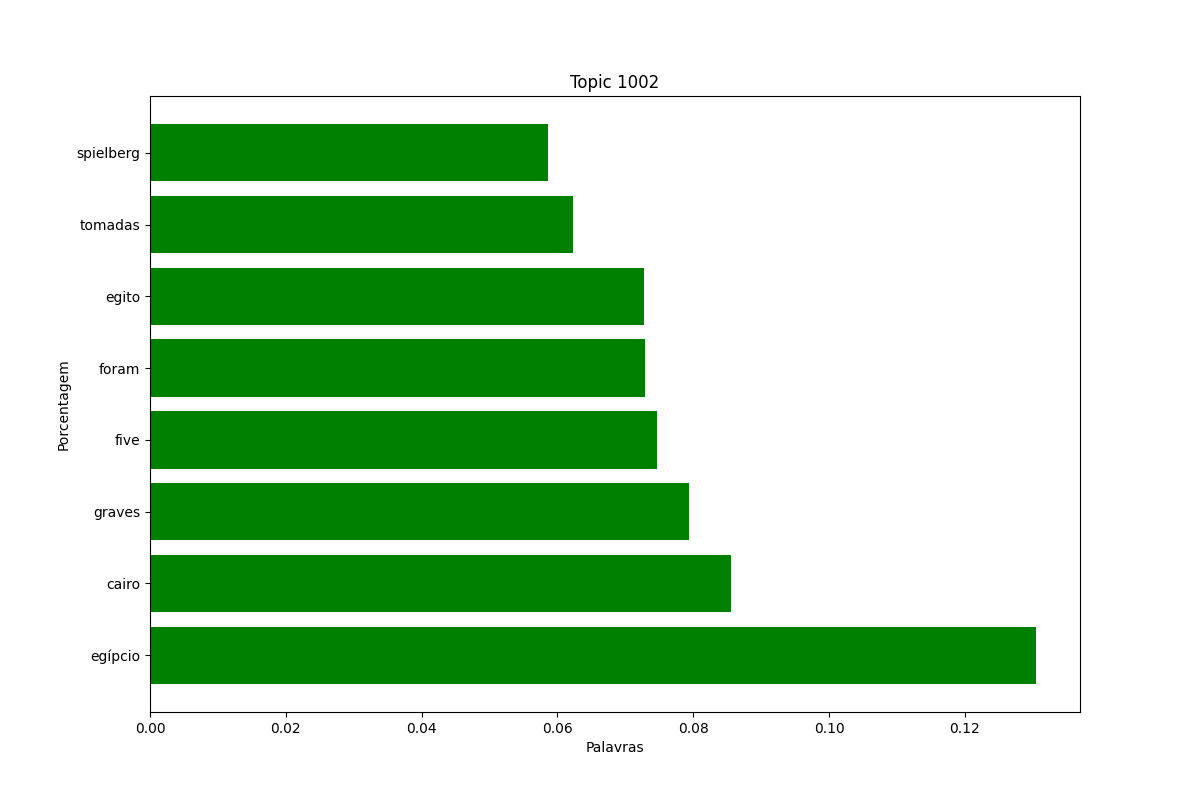 Topic 1002
spielberg
tomadas
egito
foram
five
graves
cairo
egípcio
Porcentagem
0.00 0.02 0.04 0.06 0.08 0.10 0.12
Palavras